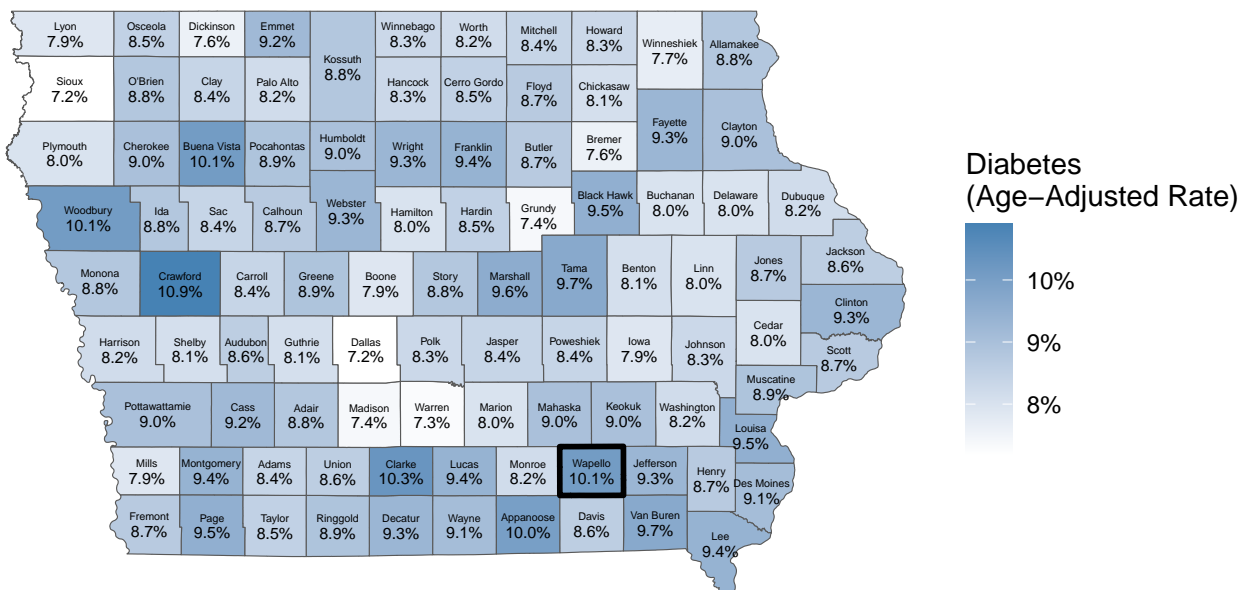 Lyon
7.9%
Osceola
8.5%
Dickinson
7.6%
Emmet
9.2%
Kossuth
8.8%
Winnebago
8.3%
Worth
8.2%
Mitchell
8.4%
Howard
8.3%
Winneshiek
7.7%
Allamakee
8.8%
Sioux
7.2%
O'Brien
8.8%
Clay
8.4%
Palo Alto
8.2%
Hancock
8.3%
Cerro Gordo
8.5%
Floyd
8.7%
Chickasaw
8.1%
Fayette
9.3%
Clayton
9.0%
Plymouth
8.0%
Cherokee
9.0%
Buena Vista
10.1%
Pocahontas
8.9%
Humboldt
9.0%
Wright
9.3%
Franklin
9.4%
Butler
8.7%
Bremer
7.6%
Woodbury
10.1%
Ida
8.8%
Sac
8.4%
Calhoun
8.7%
Webster
9.3%
Hamilton
8.0%
Hardin
8.5%
Grundy
7.4%
Black Hawk
9.5%
Buchanan
8.0%
Delaware
8.0%
Dubuque
8.2%
Monona
8.8%
Crawford
10.9%
Carroll
8.4%
Greene
8.9%
Boone
7.9%
Story
8.8%
Marshall
9.6%
Tama
9.7%
Benton
8.1%
Linn
8.0%
Jones
8.7%
Jackson
8.6%
Clinton
9.3%
Harrison
8.2%
Shelby
8.1%
Audubon
8.6%
Guthrie
8.1%
Dallas
7.2%
Polk
8.3%
Jasper
8.4%
Poweshiek
8.4%
Iowa
7.9%
Johnson
8.3%
Cedar
8.0%
Scott
8.7%
Muscatine
8.9%
Pottawattamie
9.0%
Cass
9.2%
Adair
8.8%
Madison
7.4%
Warren
7.3%
Marion
8.0%
Mahaska
9.0%
Keokuk
9.0%
Washington
8.2%
Louisa
9.5%
Mills
7.9%
Montgomery
9.4%
Adams
8.4%
Union
8.6%
Clarke
10.3%
Lucas
9.4%
Monroe
8.2%
Wapello
10.1%
Jefferson
9.3%
Henry
8.7%
Des Moines
9.1%
Fremont
8.7%
Page
9.5%
Taylor
8.5%
Ringgold
8.9%
Decatur
9.3%
Wayne
9.1%
Appanoose
10.0%
Davis
8.6%
Van Buren
9.7%
Lee
9.4%
Diabetes
(Age−Adjusted Rate)
10%
9%
8%